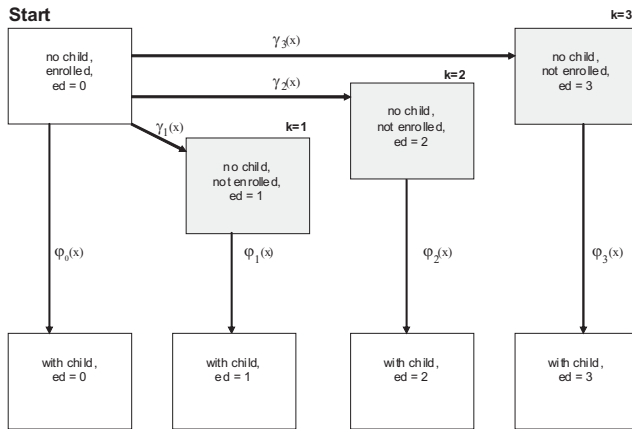 Start
k=3
no child,
enrolled,
ed = 0
γ₃(x)
no child,
not enrolled,
ed = 3
γ₂(x)
k=2
no child,
not enrolled,
ed = 2
γ₁(x)
k=1
no child,
not enrolled,
ed = 1
φ₀(x)
φ₁(x)
φ₂(x)
φ₃(x)
with child,
ed = 0
with child,
ed = 1
with child,
ed = 2
with child,
ed = 3